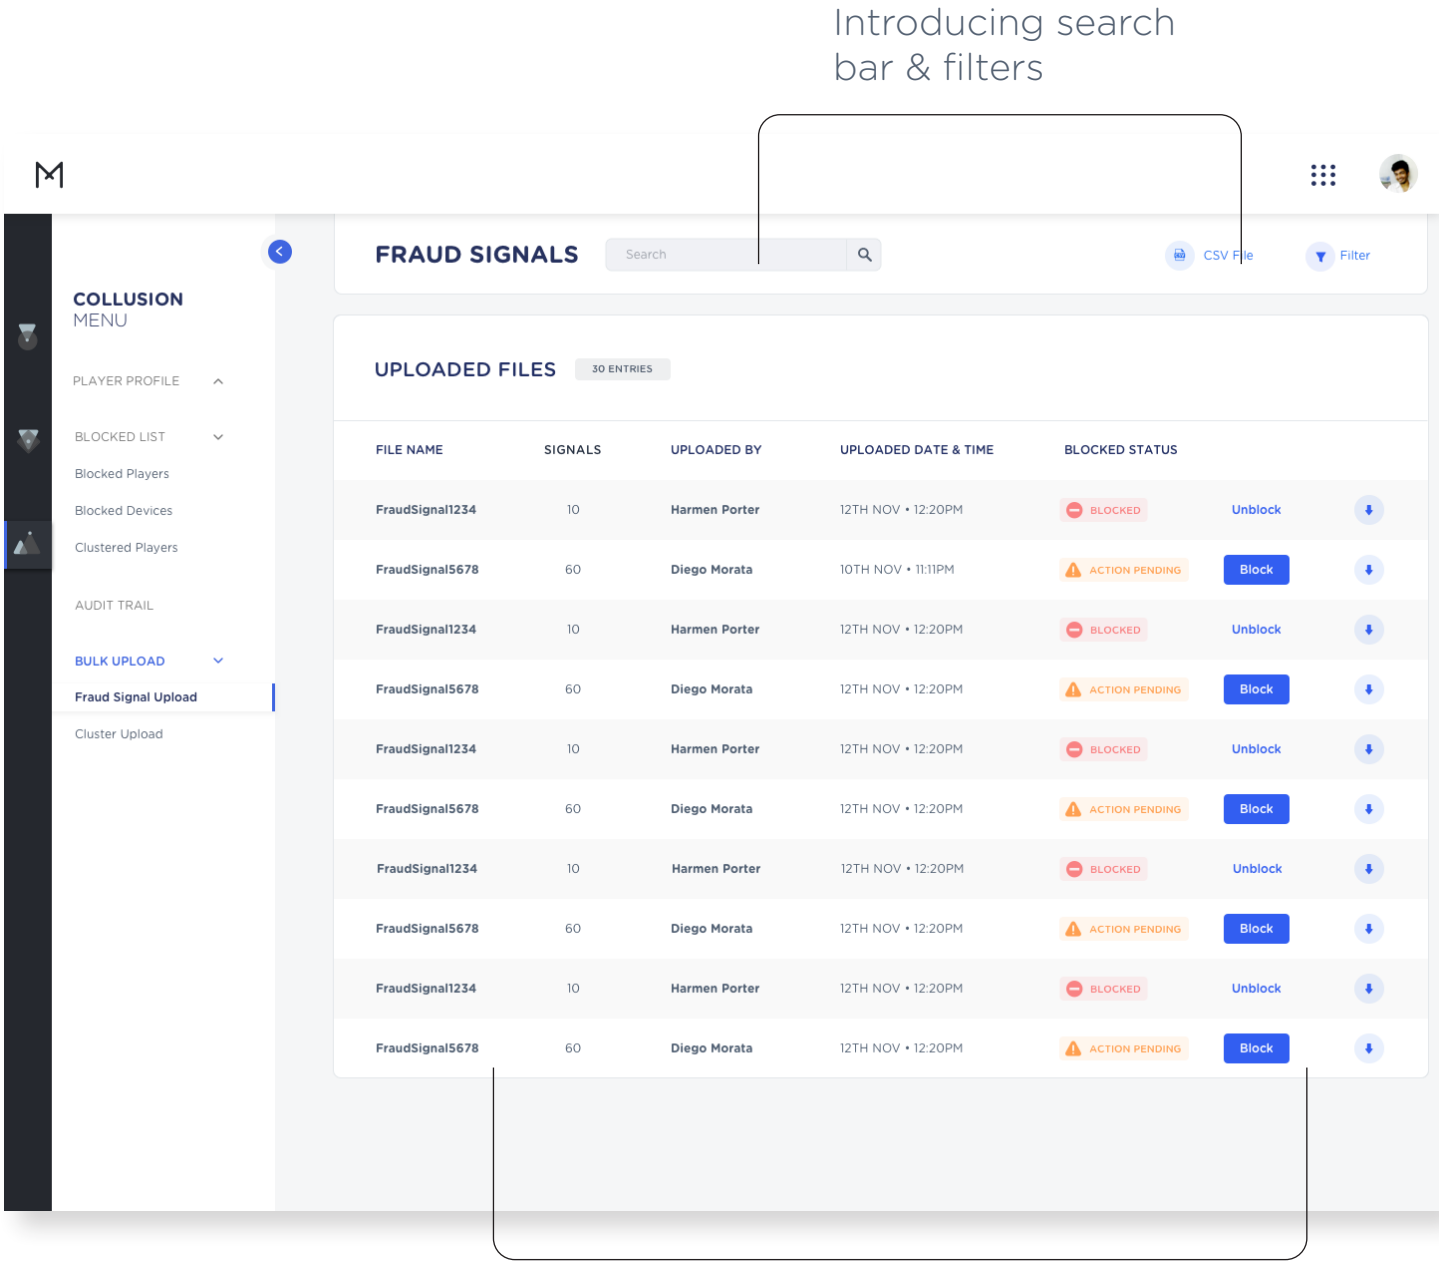 Introducing search
bar & filters
FRAUD SIGNALS
Search
CSV File
Filter
COLLUSION
MENU
PLAYER PROFILE
BLOCKED LIST
Blocked Players
Blocked Devices
Clustered Players
AUDIT TRAIL
BULK UPLOAD
Fraud Signal Upload
Cluster Upload
UPLOADED FILES 30 ENTRIES
FILE NAME SIGNALS UPLOADED BY UPLOADED DATE & TIME BLOCKED STATUS
FraudSignal1234 10 Harmen Porter 12TH NOV • 12:20PM BLOCKED Unblock
FraudSignal5678 60 Diego Morata 10TH NOV • 11:11PM ACTION PENDING Block
FraudSignal1234 10 Harmen Porter 12TH NOV • 12:20PM BLOCKED Unblock
FraudSignal5678 60 Diego Morata 12TH NOV • 12:20PM ACTION PENDING Block
FraudSignal1234 10 Harmen Porter 12TH NOV • 12:20PM BLOCKED Unblock
FraudSignal5678 60 Diego Morata 12TH NOV • 12:20PM ACTION PENDING Block
FraudSignal1234 10 Harmen Porter 12TH NOV • 12:20PM BLOCKED Unblock
FraudSignal5678 60 Diego Morata 12TH NOV • 12:20PM ACTION PENDING Block
FraudSignal1234 10 Harmen Porter 12TH NOV • 12:20PM BLOCKED Unblock
FraudSignal5678 60 Diego Morata 12TH NOV • 12:20PM ACTION PENDING Block